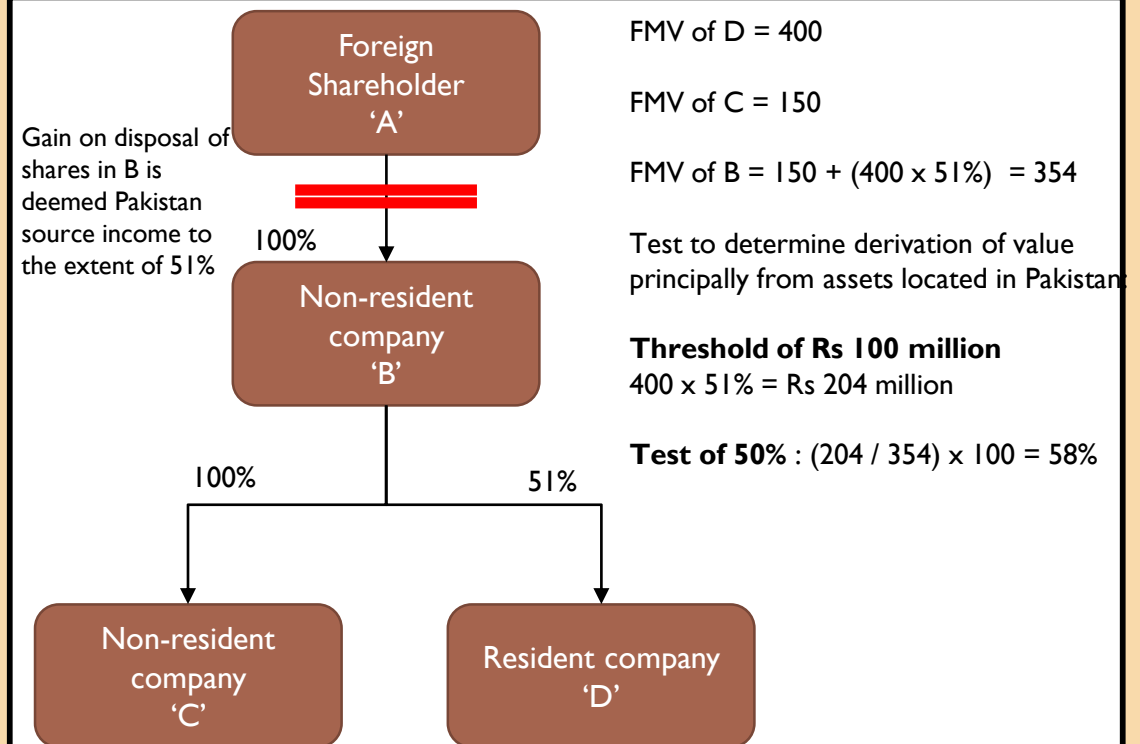 Foreign
Shareholder
‘A’
Gain on disposal of
shares in B is
deemed Pakistan
source income to
the extent of 51%
100%
Non-resident
company
‘B’
100%
51%
Non-resident
company
‘C’
Resident company
‘D’
FMV of D = 400
FMV of C = 150
FMV of B = 150 + (400 x 51%) = 354
Test to determine derivation of value
principally from assets located in Pakistan:
Threshold of Rs 100 million
400 x 51% = Rs 204 million
Test of 50% : (204 / 354) x 100 = 58%